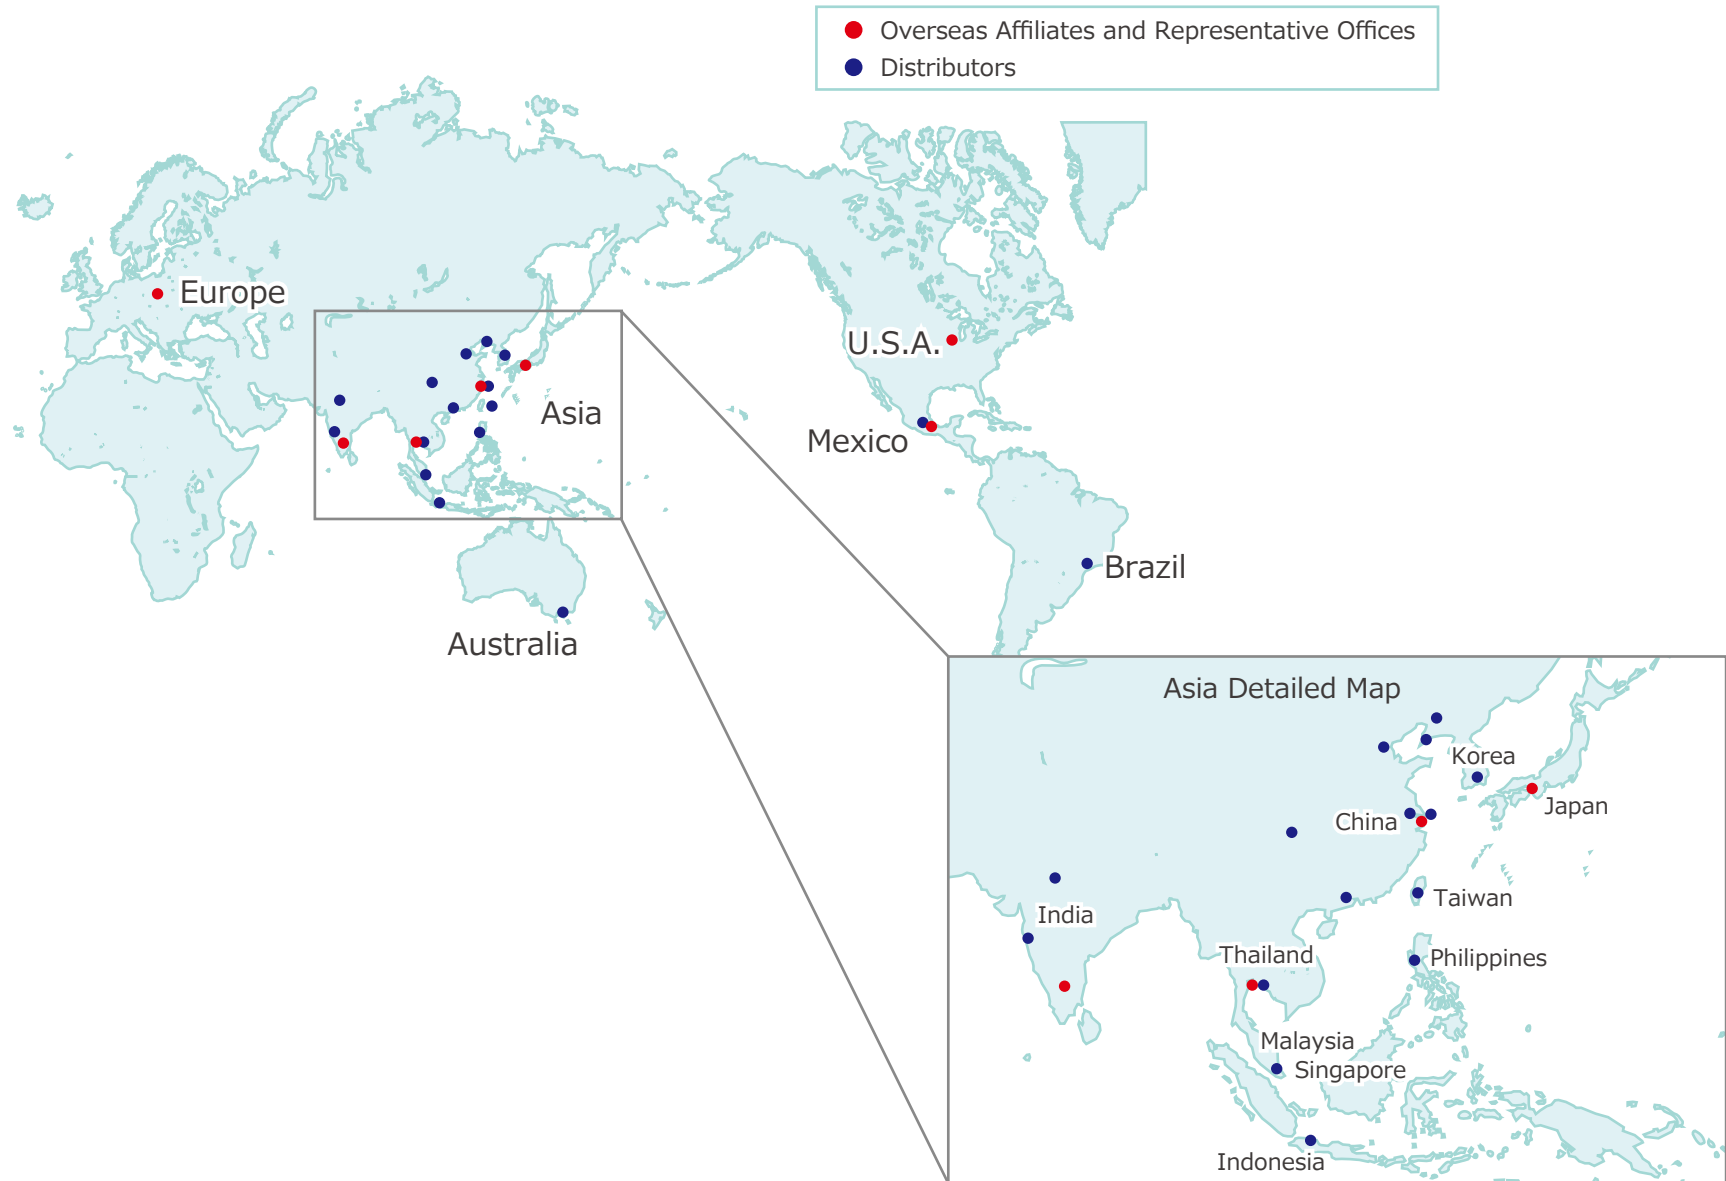 Overseas Affiliates and Representative Offices
Distributors
Europe
U.S.A.
Asia
Mexico
Brazil
Australia
Asia Detailed Map
Korea
Japan
China
Taiwan
India
Thailand
Philippines
Malaysia
Singapore
Indonesia